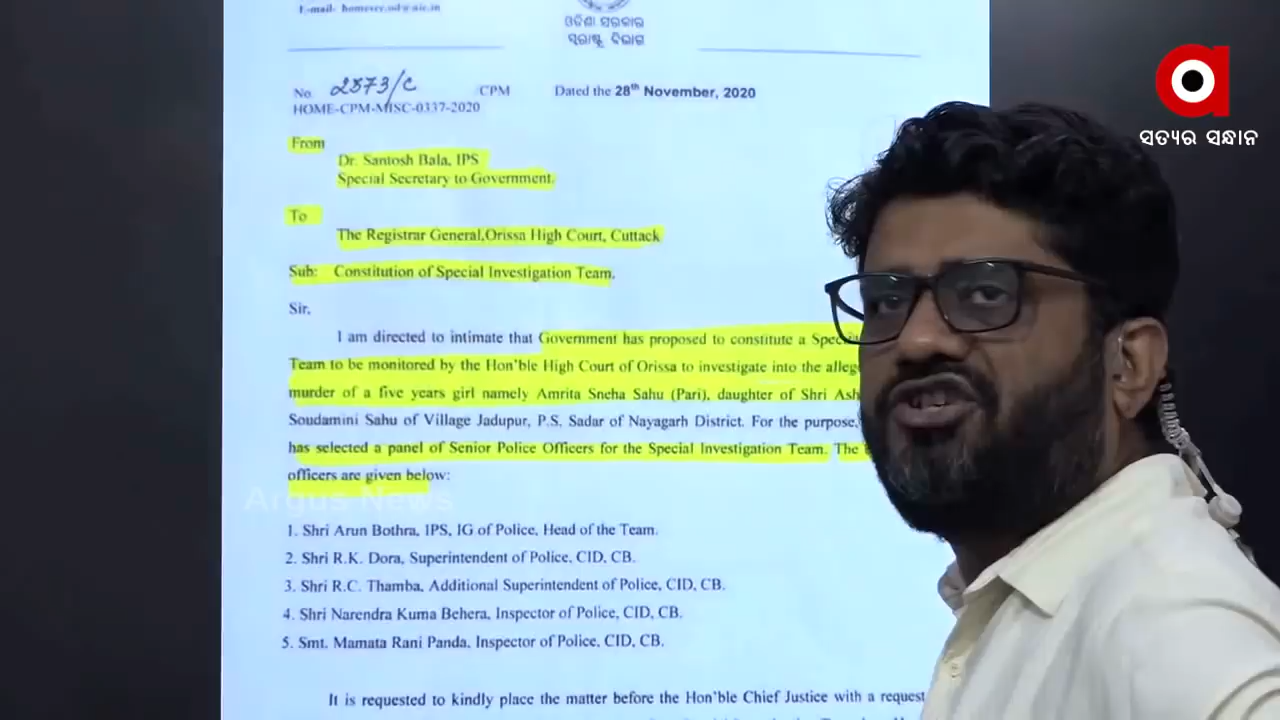 E-mail- homesec.od@nic.in
ଓଡିଶା ସରକାର
ସ୍ୱରାଷ୍ଟ୍ର ବିଭାଗ
No. 2873/C CPM Dated the 28th November, 2020
HOME-CPM-MISC-0337-2020
From
Dr. Santosh Bala, IPS
Special Secretary to Government.
To
The Registrar General,Orissa High Court, Cuttack
Sub: Constitution of Special Investigation Team.
Sir,
I am directed to intimate that Government has proposed to constitute a
Team to be monitored by the Hon'ble High Court of Orissa to investigate into the
murder of a five years girl namely Amrita Sneha Sahu (Pari), daughter of Shri
Soudamini Sahu of Village Jadupur, P.S. Sadar of Nayagarh District. For the purpose,
has selected a panel of Senior Police Officers for the Special Investigation Team. The
officers are given below:
1. Shri Arun Bothra, IPS, IG of Police, Head of the Team.
2. Shri R.K. Dora, Superintendent of Police, CID, CB.
3. Shri R.C. Thamba, Additional Superintendent of Police, CID, CB.
4. Shri Narendra Kuma Behera, Inspector of Police, CID, CB.
5. Smt. Mamata Rani Panda, Inspector of Police, CID, CB.
It is requested to kindly place the matter before the Hon'ble Chief Justice with a request
ସତ୍ୟର ସନ୍ଧାନ
Argus News